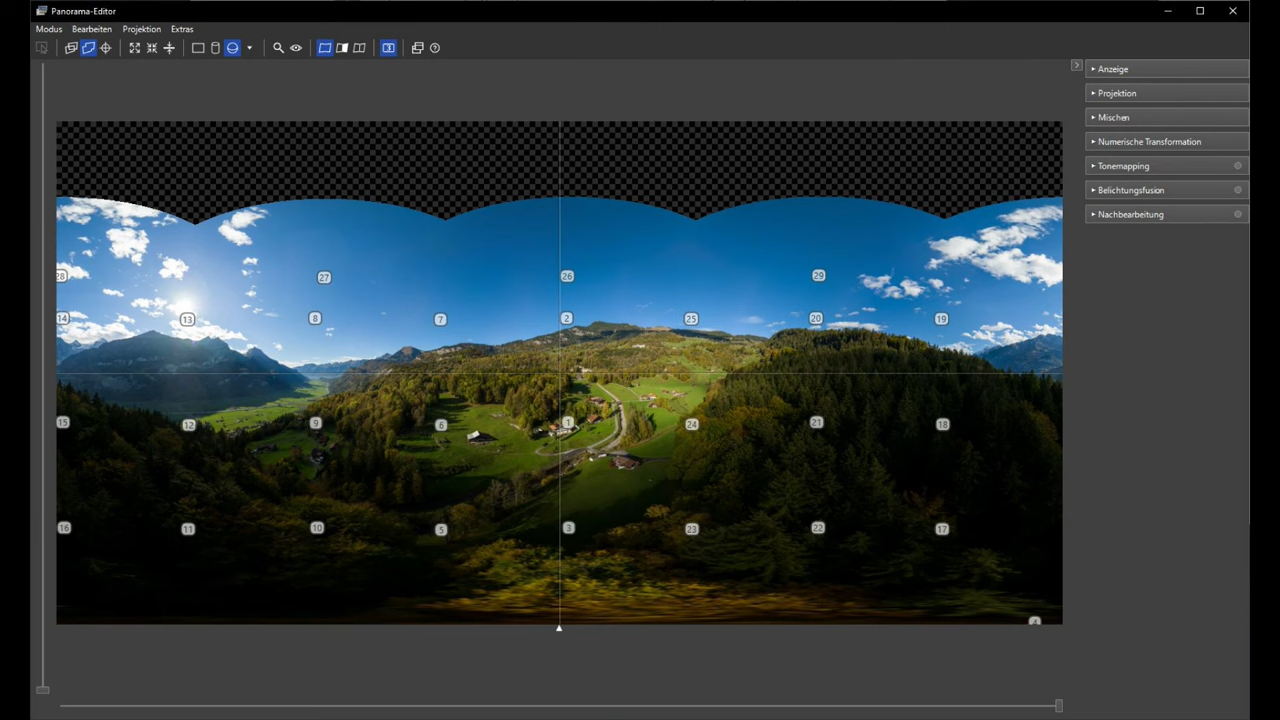 Panorama-Editor
Modus Bearbeiten Projektion Extras
Anzeige
Projektion
Mischen
Numerische Transformation
Tonemapping
Belichtungsfusion
Nachbearbeitung
28 27 26 29
14 13 8 7 2 25 20 19
15 12 9 6 1 24 21 18
16 11 10 5 3 23 22 17
4